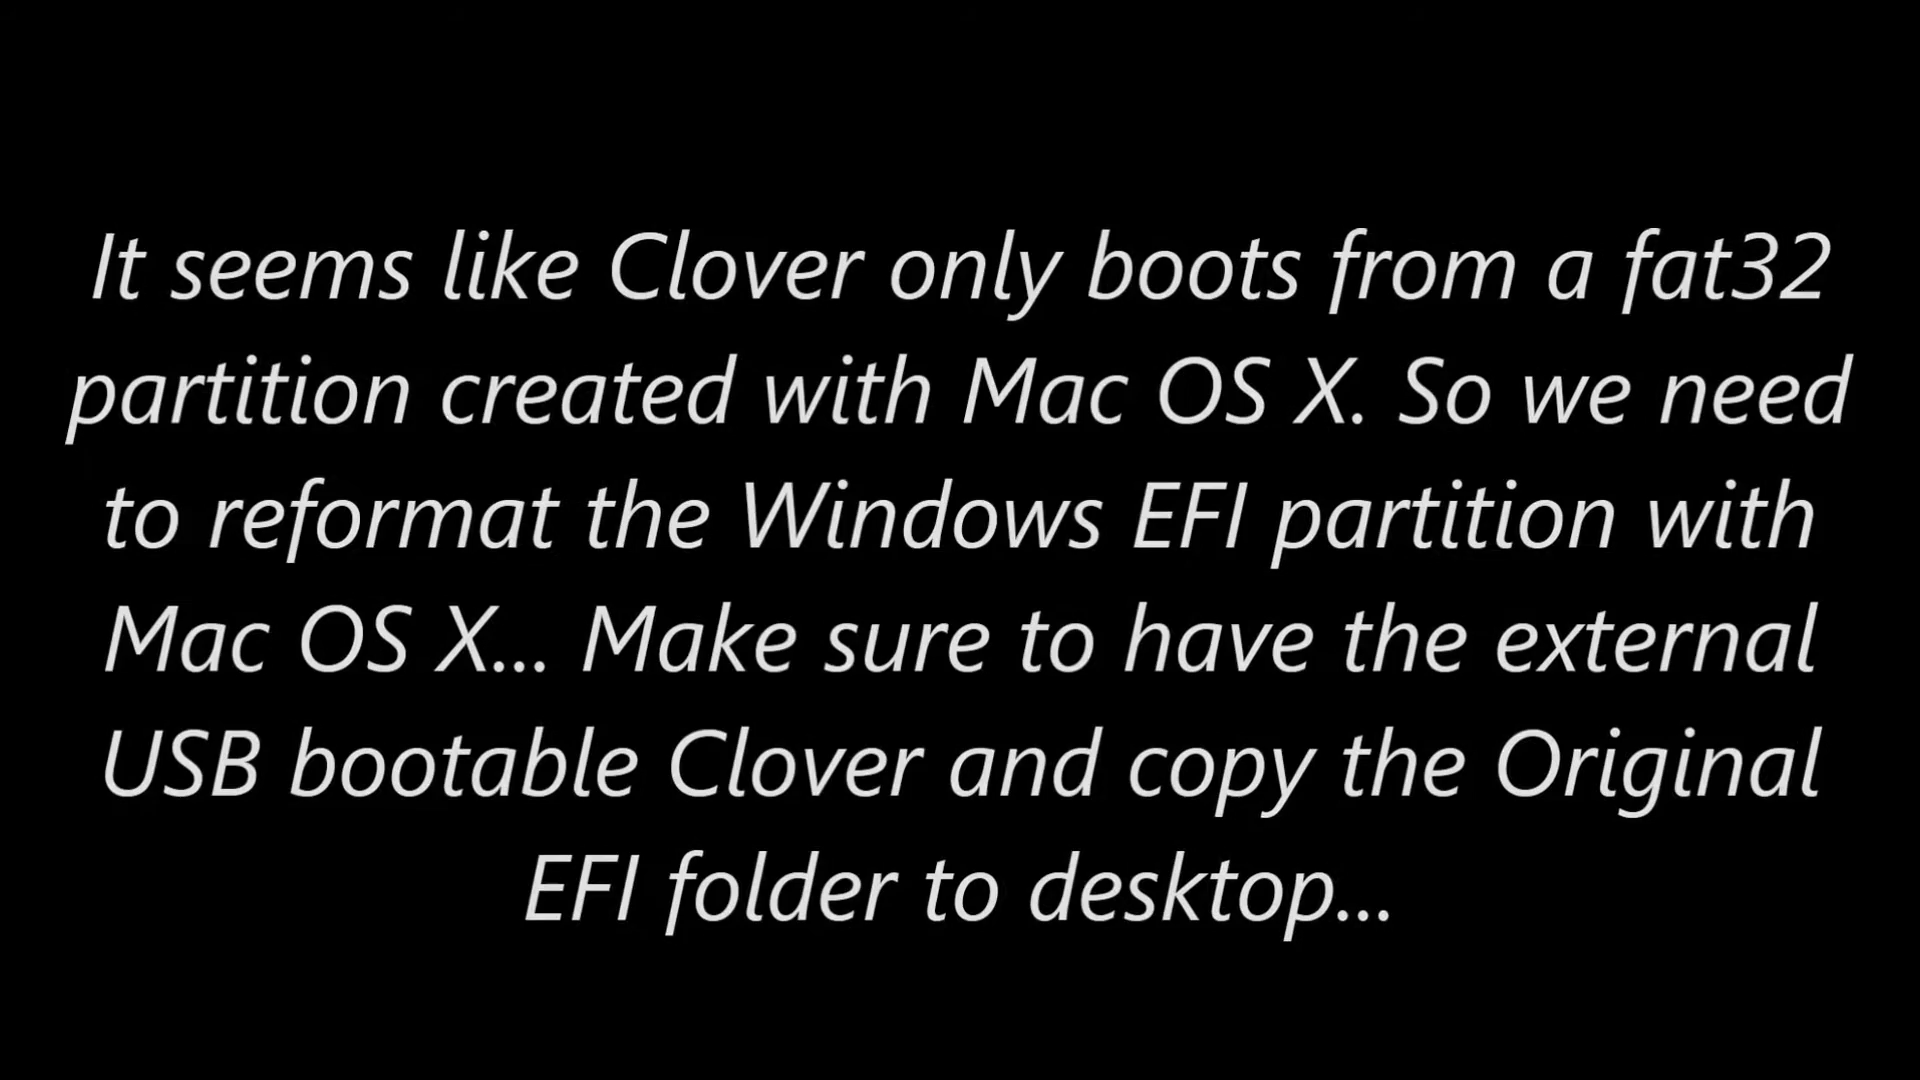 It seems like Clover only boots from a fat32
partition created with Mac OS X. So we need
to reformat the Windows EFI partition with
Mac OS X... Make sure to have the external
USB bootable Clover and copy the Original
EFI folder to desktop...